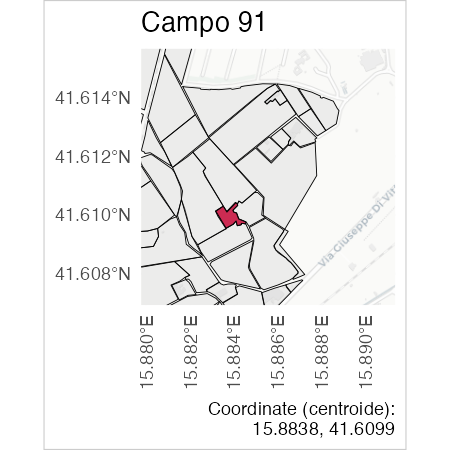 Campo 91
41.614°N
41.612°N
41.610°N
41.608°N
Via Giuseppe Di Vitt
15.880°E
15.882°E
15.884°E
15.886°E
15.888°E
15.890°E
Coordinate (centroide):
15.8838, 41.6099